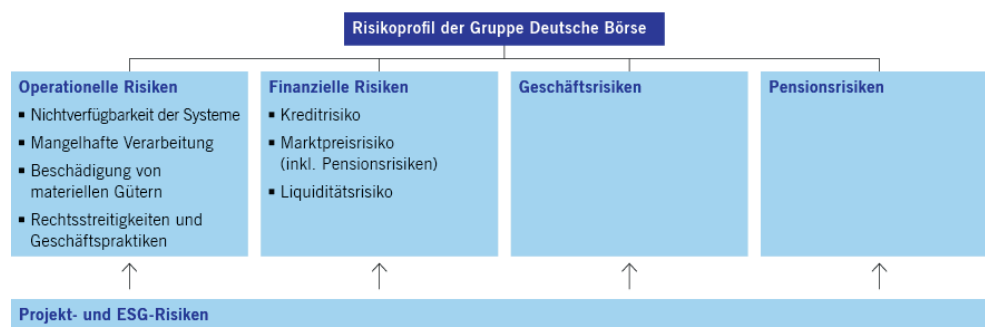 Risikoprofil der Gruppe Deutsche Börse
Operationelle Risiken
▪ Nichtverfügbarkeit der Systeme
▪ Mangelhafte Verarbeitung
▪ Beschädigung von
materiellen Gütern
▪ Rechtsstreitigkeiten und
Geschäftspraktiken
Finanzielle Risiken
▪ Kreditrisiko
▪ Marktpreisrisiko
(inkl. Pensionsrisiken)
▪ Liquiditätsrisiko
Geschäftsrisiken
Pensionsrisiken
Projekt- und ESG-Risiken